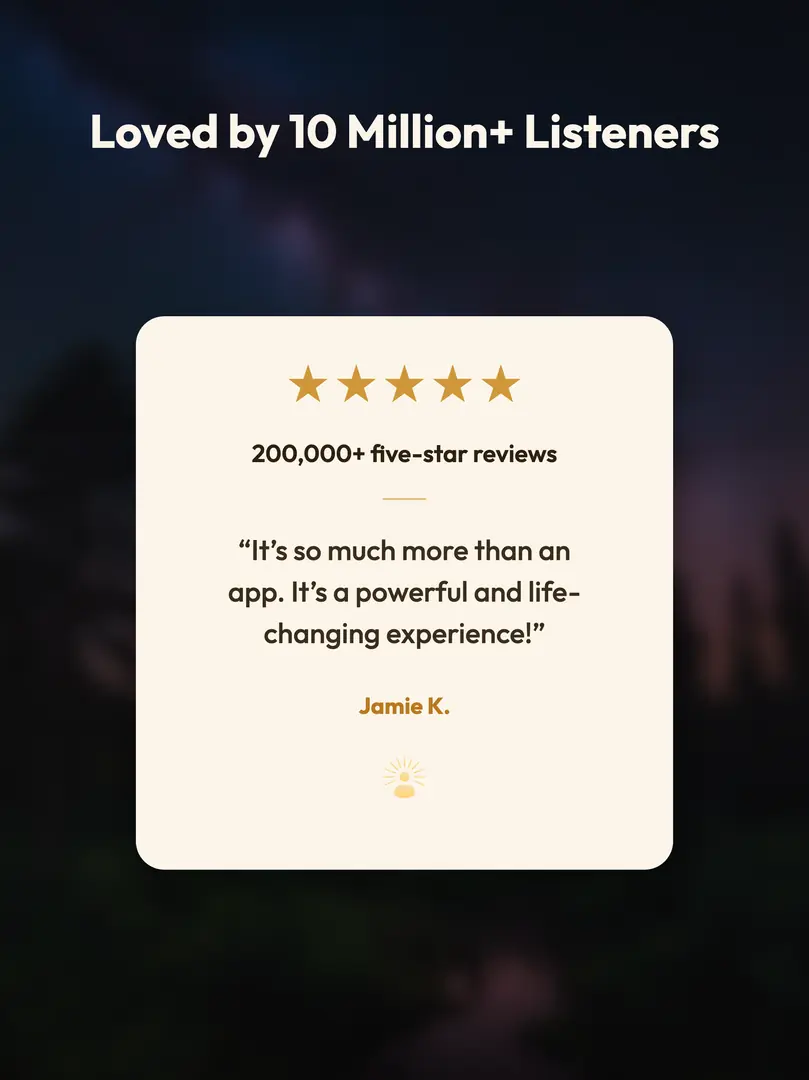 Loved by 10 Million+ Listeners
200,000+ five-star reviews
“It’s so much more than an
app. It’s a powerful and life-
changing experience!”
Jamie K.